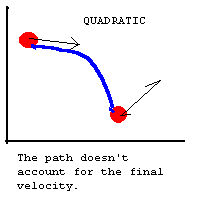 QUADRATIC
The path doesn't
account for the final
velocity.